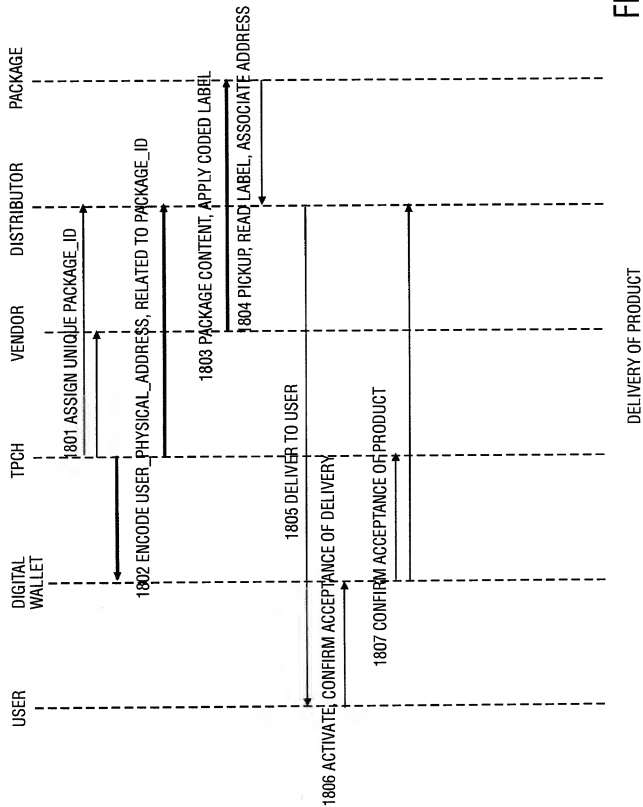 USER
DIGITAL
WALLET
TPCH
VENDOR
DISTRIBUTOR
PACKAGE
1801 ASSIGN UNIQUE PACKAGE_ID
1802 ENCODE USER_PHYSICAL_ADDRESS, RELATED TO PACKAGE_ID
1803 PACKAGE CONTENT, APPLY CODED LABEL
1804 PICKUP, READ LABEL, ASSOCIATE ADDRESS
1805 DELIVER TO USER
1806 ACTIVATE, CONFIRM ACCEPTANCE OF DELIVERY
1807 CONFIRM ACCEPTANCE OF PRODUCT
DELIVERY OF PRODUCT